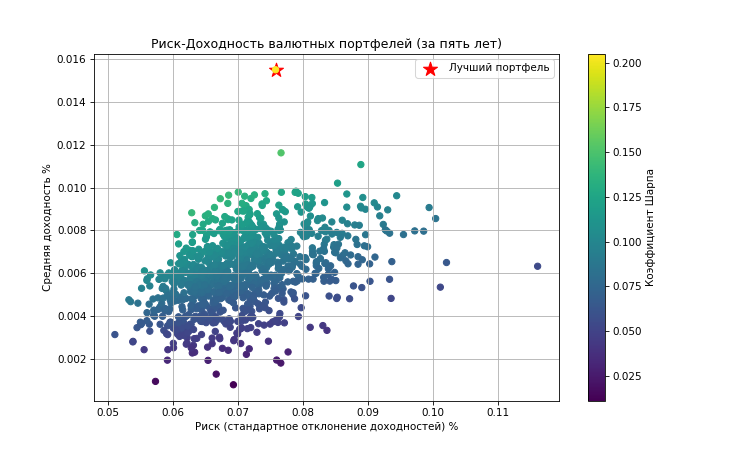 Риск-Доходность валютных портфелей (за пять лет)
Лучший портфель
Средняя доходность %
0.016
0.014
0.012
0.010
0.008
0.006
0.004
0.002
0.05 0.06 0.07 0.08 0.09 0.10 0.11
Риск (стандартное отклонение доходностей) %
0.200
0.175
0.150
0.125
0.100
0.075
0.050
0.025
Коэффициент Шарпа